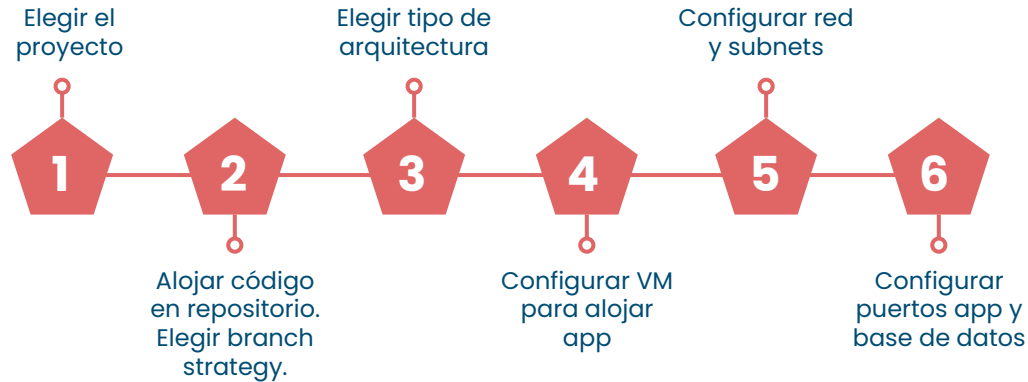 Elegir el
proyecto
Elegir tipo de
arquitectura
Configurar red
y subnets
1
2
3
4
5
6
Alojar código
en repositorio.
Elegir branch
strategy.
Configurar VM
para alojar
app
Configurar
puertos app y
base de datos